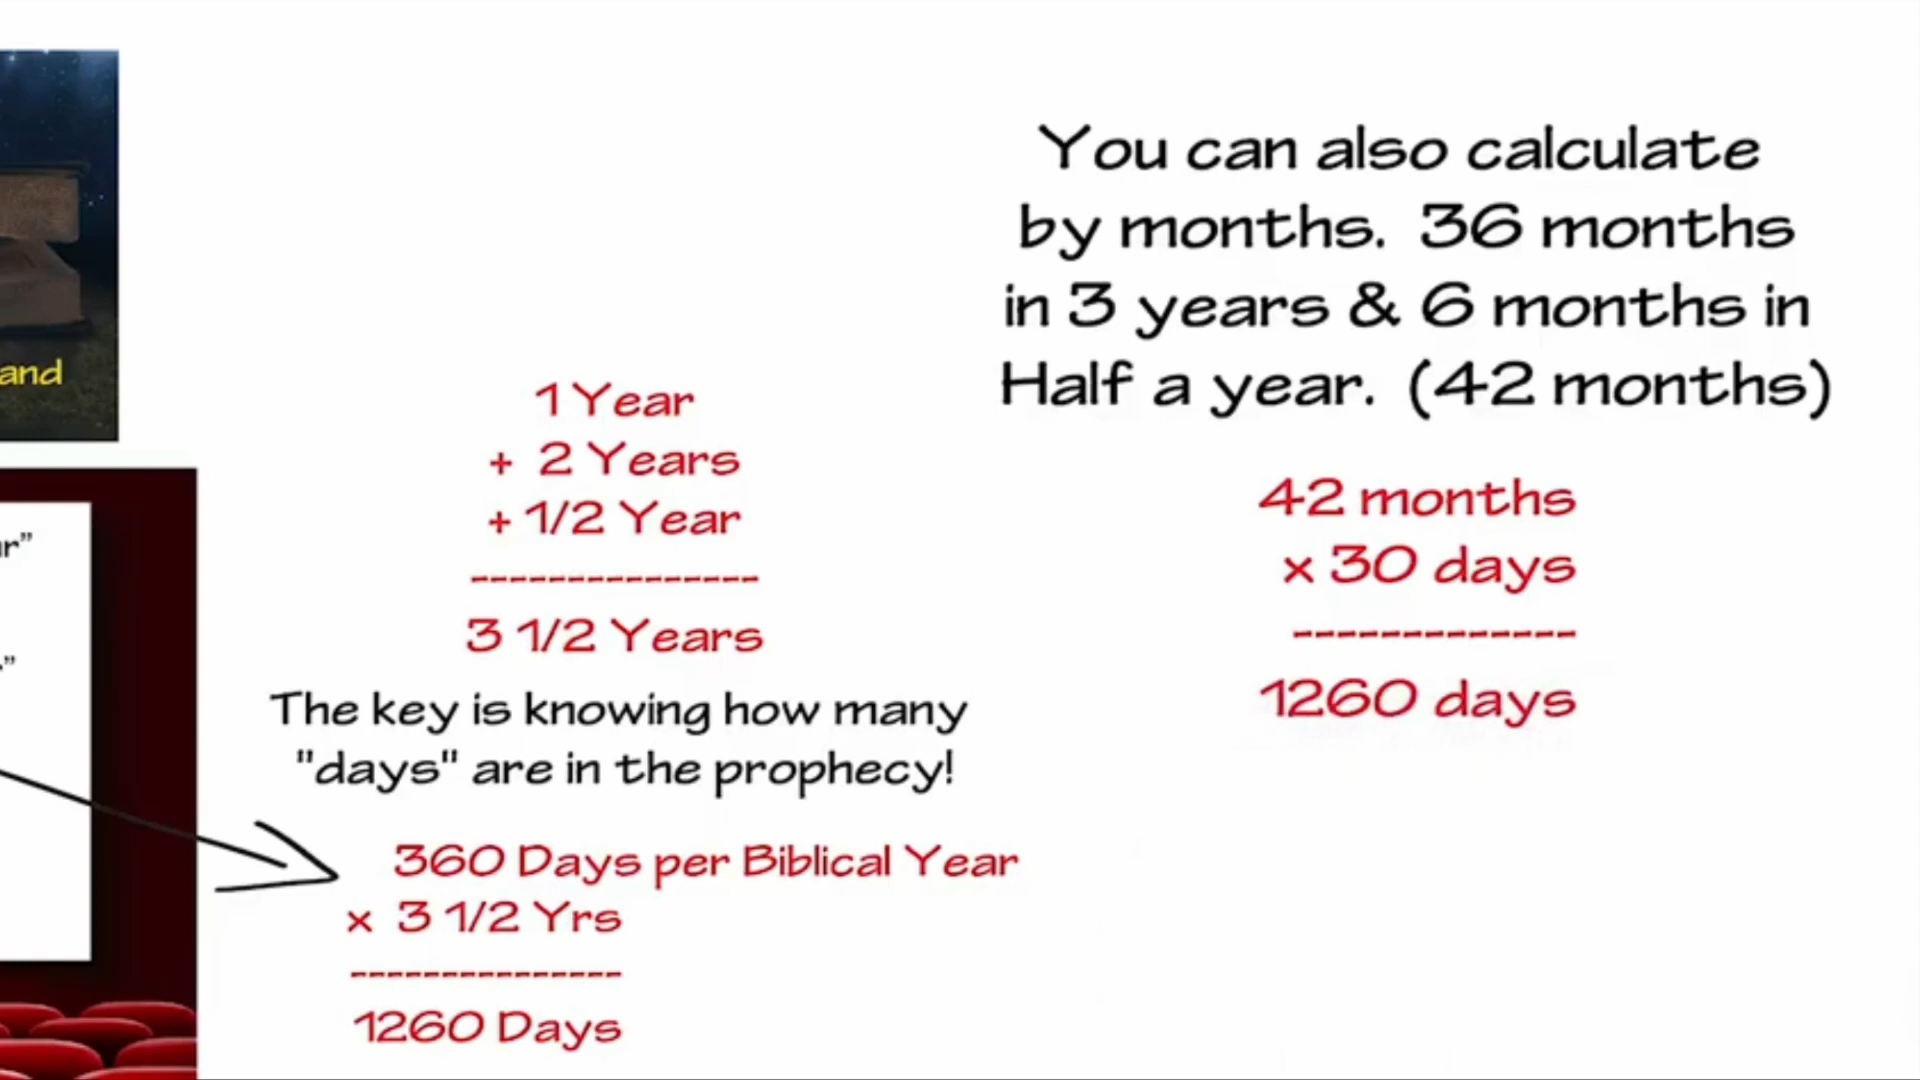 and
1 Year
+ 2 Years
+ 1/2 Year
---------------
3 1/2 Years
The key is knowing how many
"days" are in the prophecy!
360 Days per Biblical Year
x 3 1/2 Yrs
---------------
1260 Days
You can also calculate
by months. 36 months
in 3 years & 6 months in
Half a year. (42 months)
42 months
x 30 days
-------------
1260 days